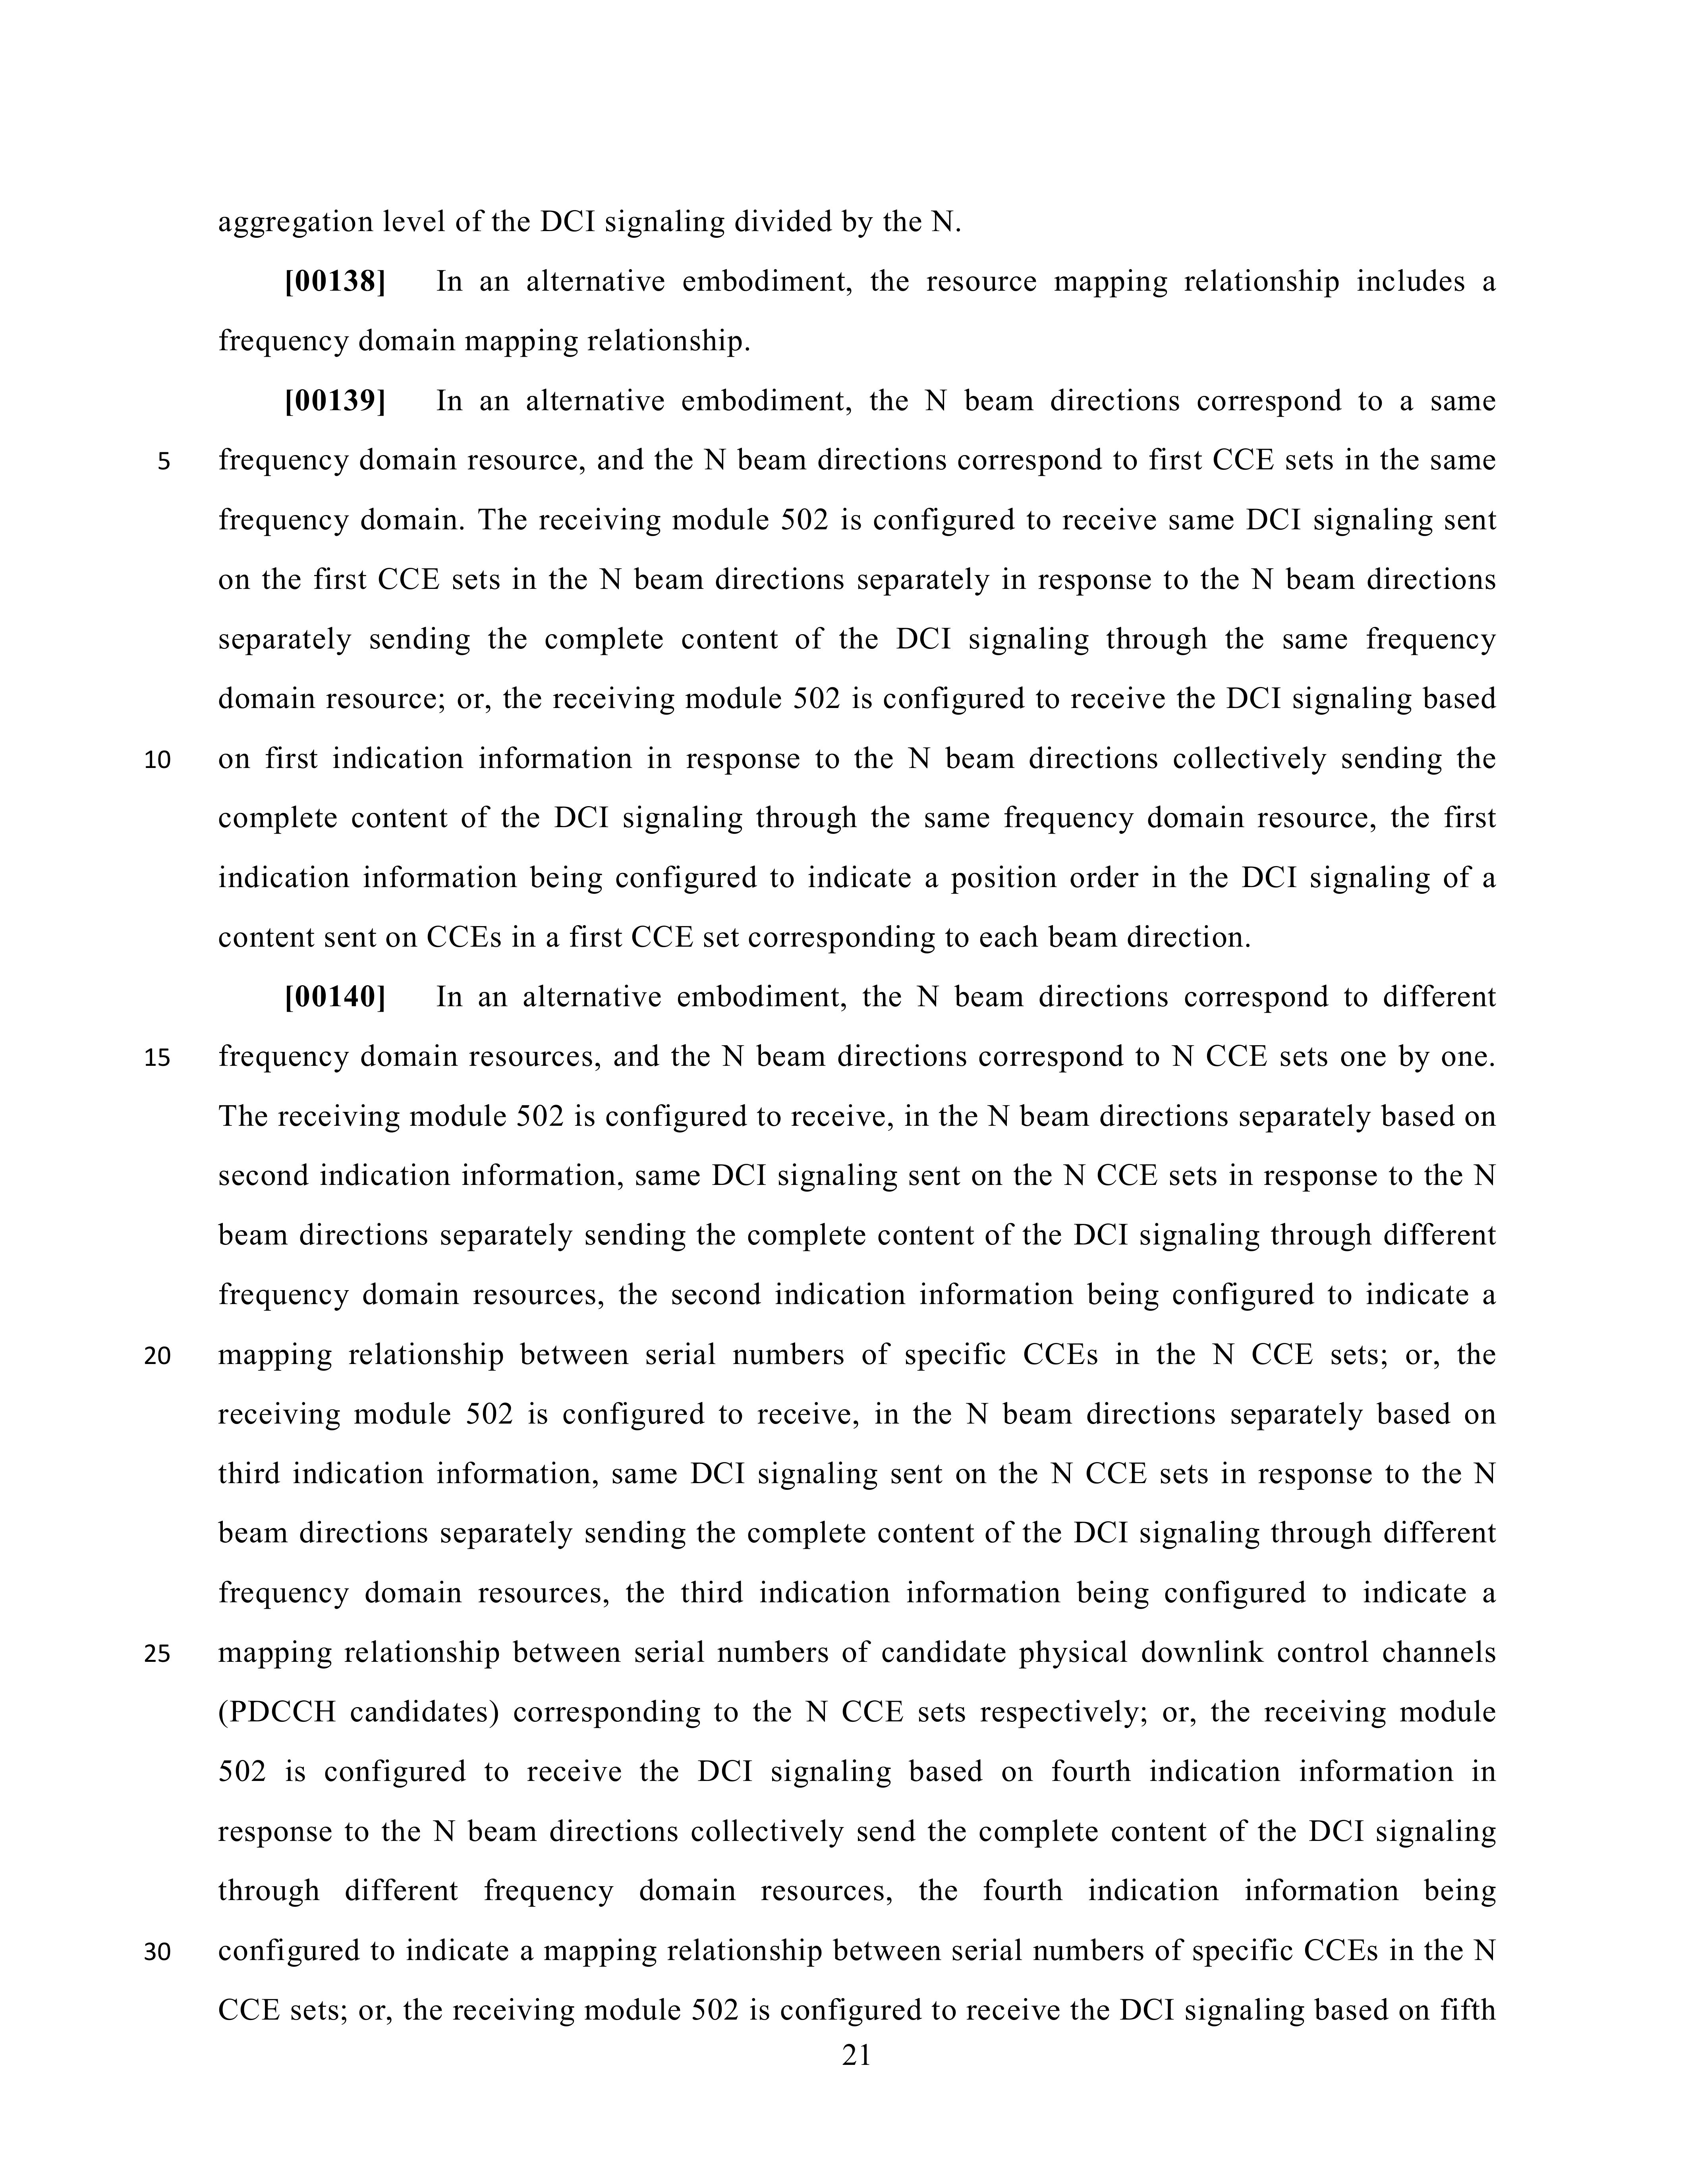 aggregation level of the DCI signaling divided by the N.
[00138] In an alternative embodiment, the resource mapping relationship includes a
frequency domain mapping relationship.
[00139] In an alternative embodiment, the N beam directions correspond to a same
5 frequency domain resource, and the N beam directions correspond to first CCE sets in the same
frequency domain. The receiving module 502 is configured to receive same DCI signaling sent
on the first CCE sets in the N beam directions separately in response to the N beam directions
separately sending the complete content of the DCI signaling through the same frequency
domain resource; or, the receiving module 502 is configured to receive the DCI signaling based
10 on first indication information in response to the N beam directions collectively sending the
complete content of the DCI signaling through the same frequency domain resource, the first
indication information being configured to indicate a position order in the DCI signaling of a
content sent on CCEs in a first CCE set corresponding to each beam direction.
[00140] In an alternative embodiment, the N beam directions correspond to different
15 frequency domain resources, and the N beam directions correspond to N CCE sets one by one.
The receiving module 502 is configured to receive, in the N beam directions separately based on
second indication information, same DCI signaling sent on the N CCE sets in response to the N
beam directions separately sending the complete content of the DCI signaling through different
frequency domain resources, the second indication information being configured to indicate a
20 mapping relationship between serial numbers of specific CCEs in the N CCE sets; or, the
receiving module 502 is configured to receive, in the N beam directions separately based on
third indication information, same DCI signaling sent on the N CCE sets in response to the N
beam directions separately sending the complete content of the DCI signaling through different
frequency domain resources, the third indication information being configured to indicate a
25 mapping relationship between serial numbers of candidate physical downlink control channels
(PDCCH candidates) corresponding to the N CCE sets respectively; or, the receiving module
502 is configured to receive the DCI signaling based on fourth indication information in
response to the N beam directions collectively send the complete content of the DCI signaling
through different frequency domain resources, the fourth indication information being
30 configured to indicate a mapping relationship between serial numbers of specific CCEs in the N
CCE sets; or, the receiving module 502 is configured to receive the DCI signaling based on fifth
21